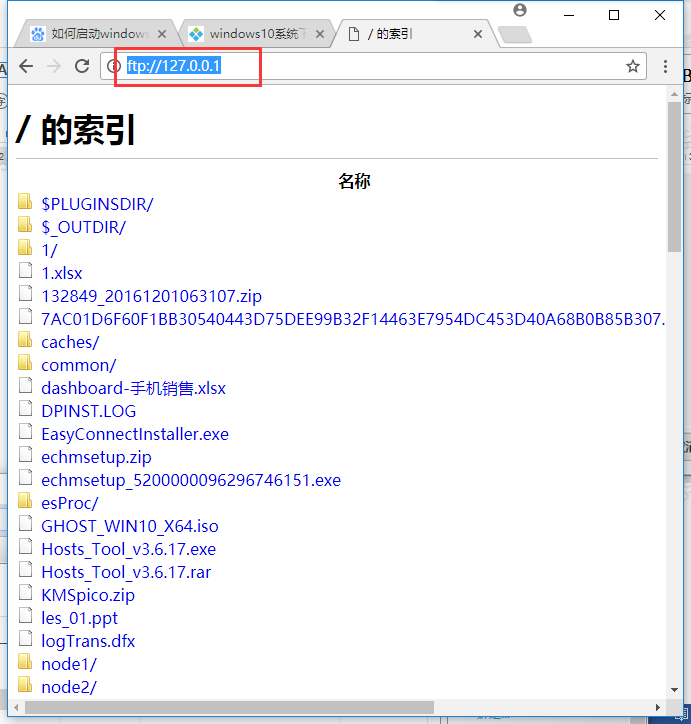 如何启动windows
windows10系统下
/ 的索引
ftp://127.0.0.1
/ 的索引
名称
$PLUGINSDIR/
$_OUTDIR/
1/
1.xlsx
132849_20161201063107.zip
7AC01D6F60F1BB30540443D75DEE99B32F14463E7954DC453D40A68B0B85B307.
caches/
common/
dashboard-手机销售.xlsx
DPINST.LOG
EasyConnectInstaller.exe
echmsetup.zip
echmsetup_5200000096296746151.exe
esProc/
GHOST_WIN10_X64.iso
Hosts_Tool_v3.6.17.exe
Hosts_Tool_v3.6.17.rar
KMSpico.zip
les_01.ppt
logTrans.dfx
node1/
node2/